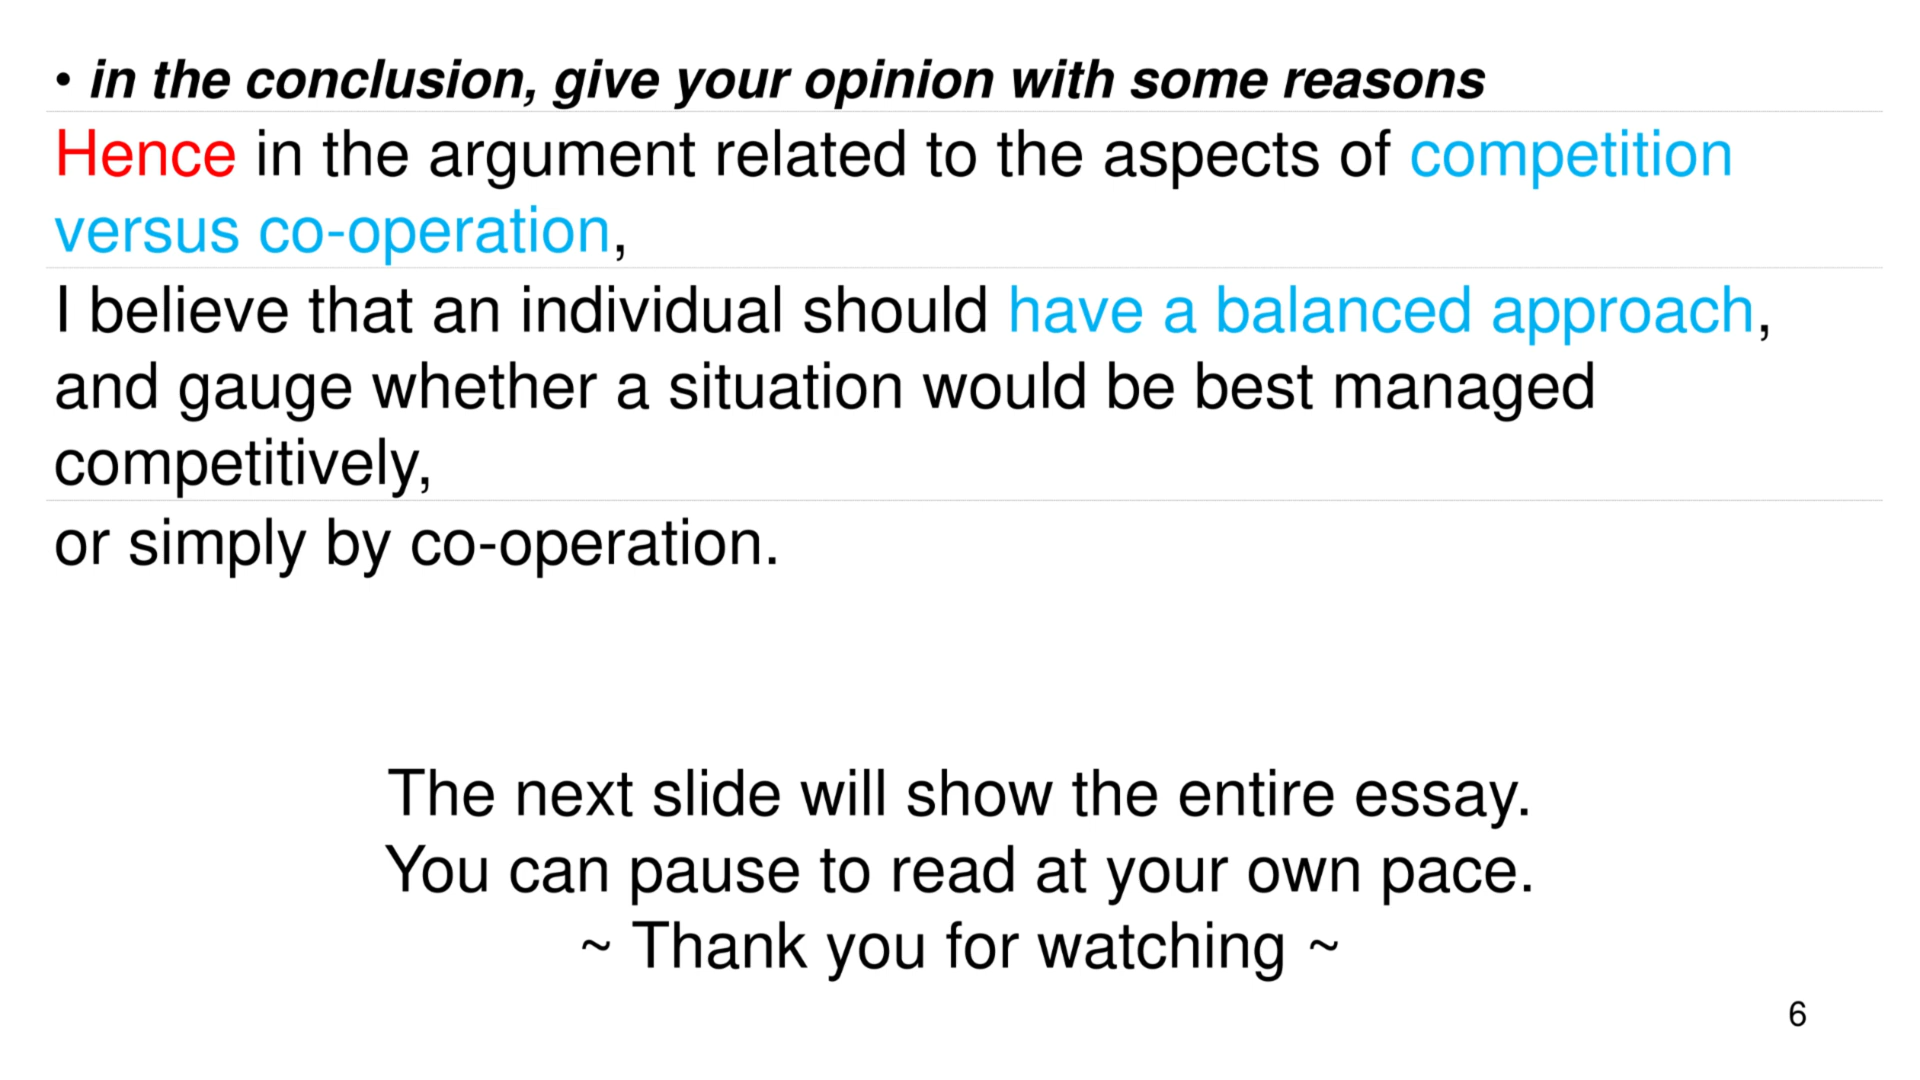 • in the conclusion, give your opinion with some reasons
Hence in the argument related to the aspects of competition
versus co-operation,
I believe that an individual should have a balanced approach,
and gauge whether a situation would be best managed
competitively,
or simply by co-operation.
The next slide will show the entire essay.
You can pause to read at your own pace.
~ Thank you for watching ~
6